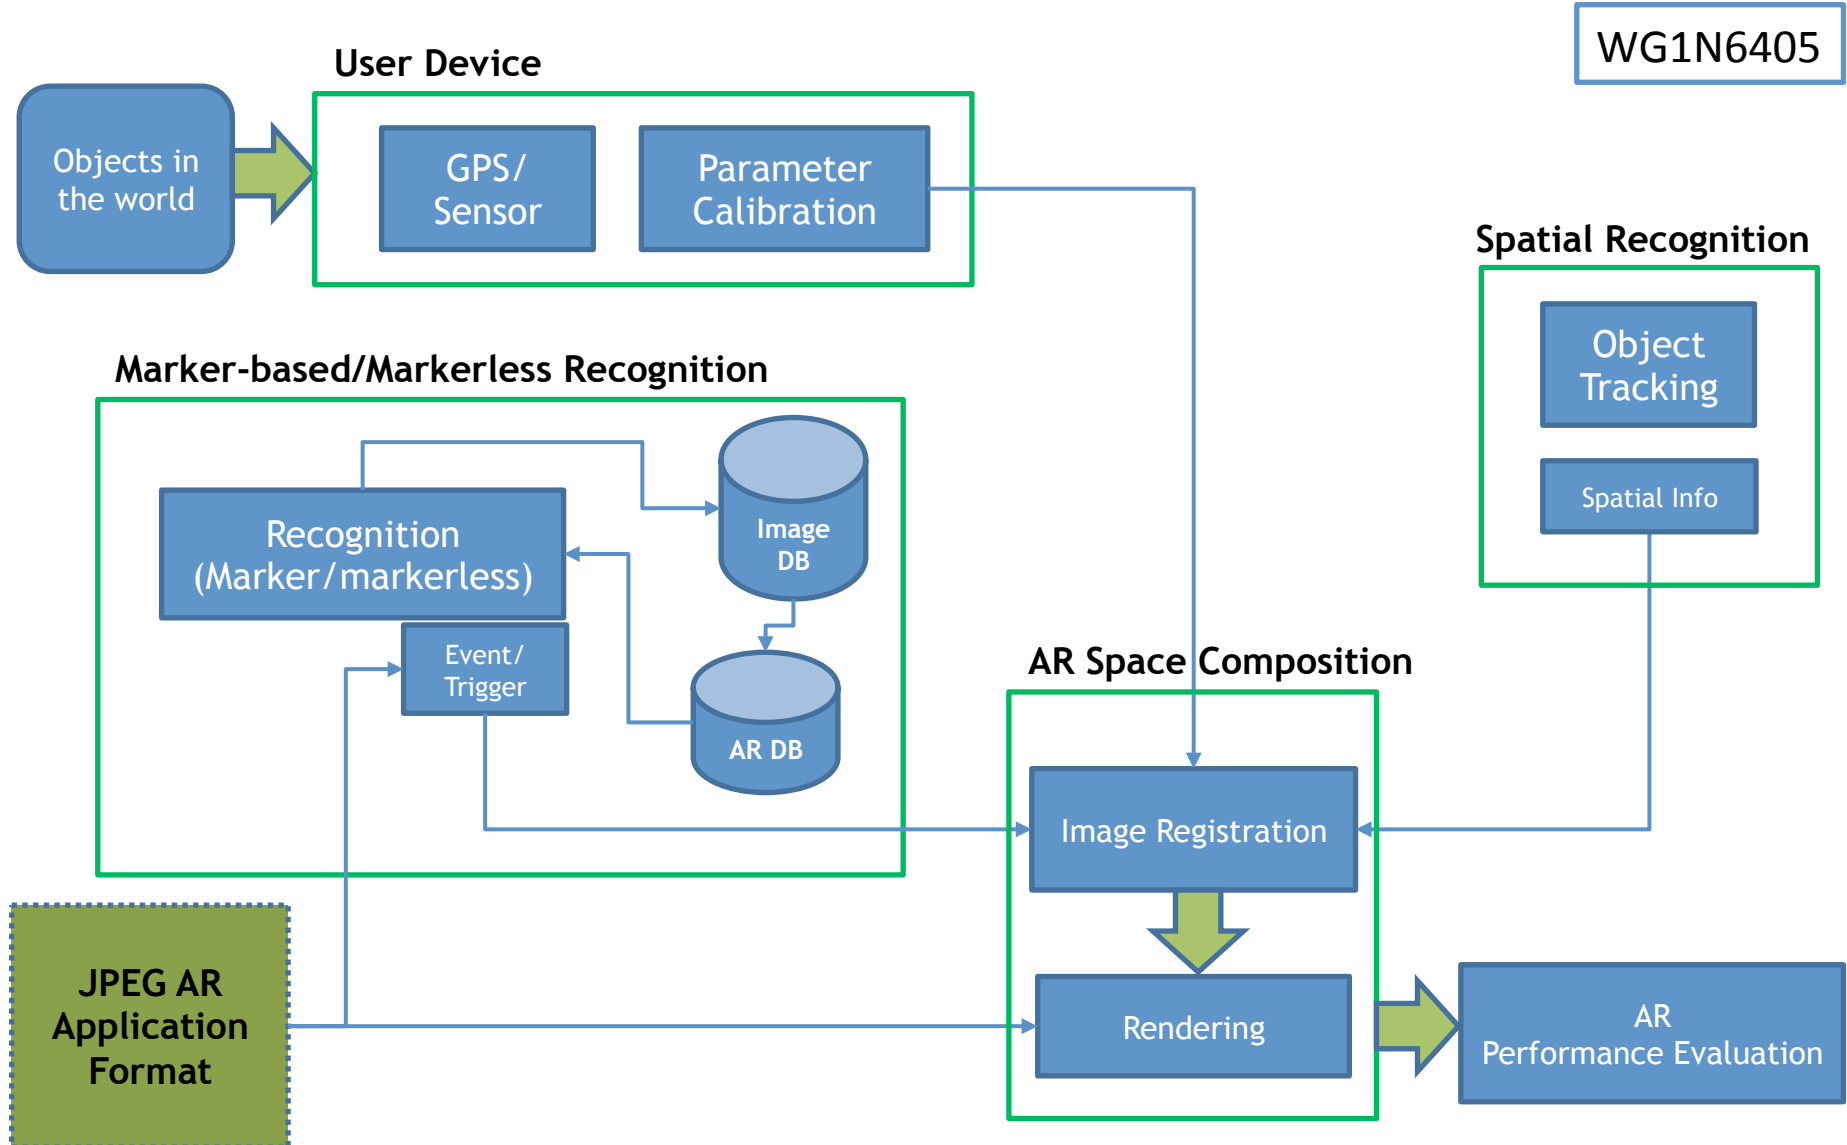 WG1N6405
User Device
Objects in
the world
GPS/
Sensor
Parameter
Calibration
Spatial Recognition
Object
Tracking
Spatial Info
Marker-based/Markerless Recognition
Recognition
(Marker/markerless)
Image
DB
Event/
Trigger
AR DB
AR Space Composition
Image Registration
Rendering
JPEG AR
Application
Format
AR
Performance Evaluation